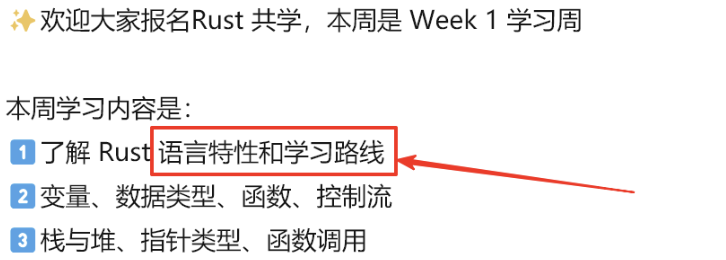 ✨欢迎大家报名Rust 共学，本周是 Week 1 学习周
本周学习内容是：
1️⃣了解 Rust 语言特性和学习路线
2️⃣变量、数据类型、函数、控制流
3️⃣栈与堆、指针类型、函数调用